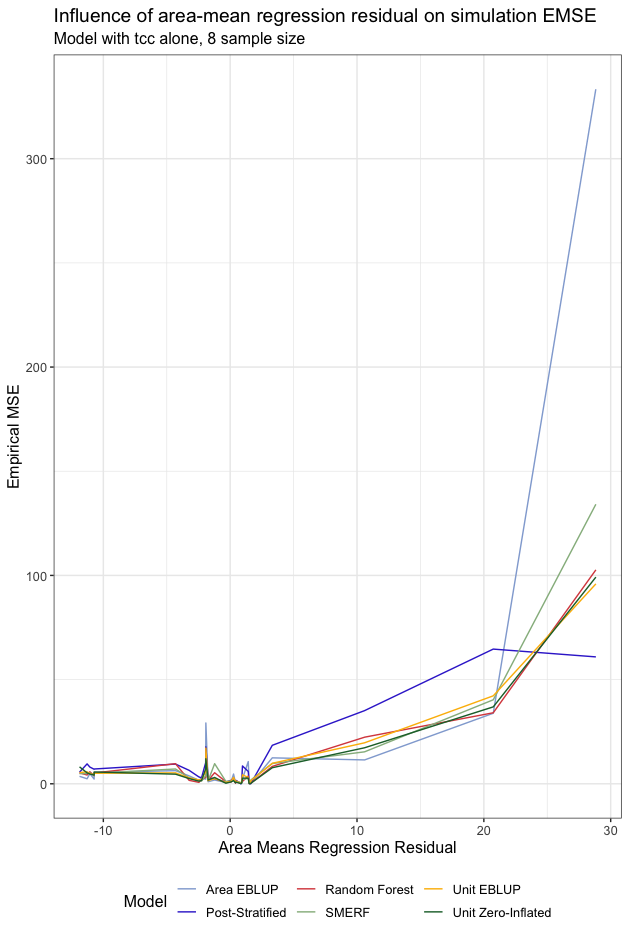 Influence of area-mean regression residual on simulation EMSE
Model with tcc alone, 8 sample size
Empirical MSE
300
200
100
0
-10 0 10 20 30
Area Means Regression Residual
Model
Area EBLUP Random Forest Unit EBLUP
Post-Stratified SMERF Unit Zero-Inflated